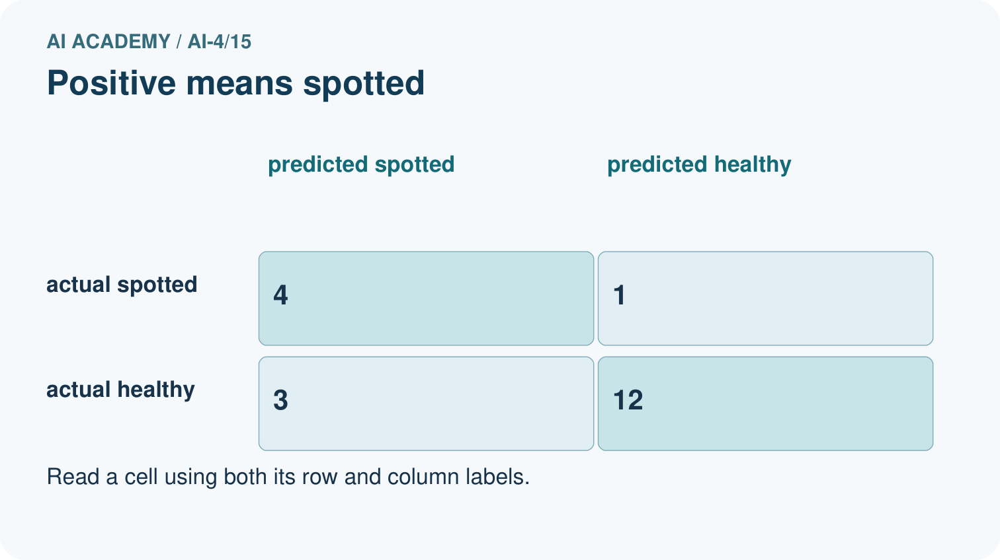 AI ACADEMY / AI-4/15
Positive means spotted
predicted spotted predicted healthy
actual spotted 4 1
actual healthy 3 12
Read a cell using both its row and column labels.